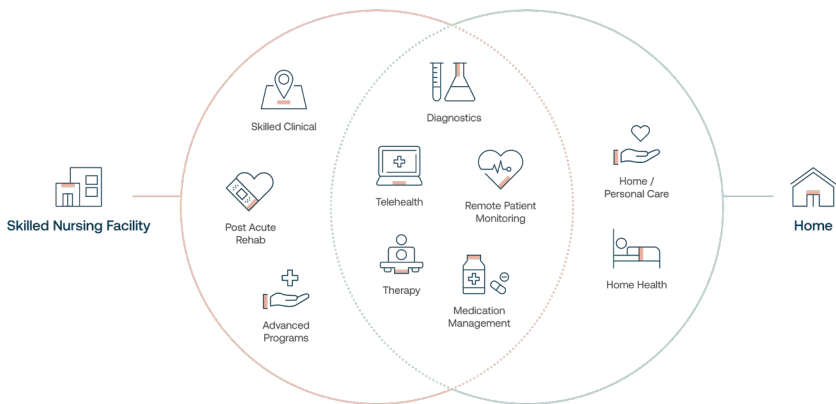 Skilled Nursing Facility
Skilled Clinical
Post Acute
Rehab
Advanced
Programs
Diagnostics
Telehealth
Remote Patient
Monitoring
Therapy
Medication
Management
Home /
Personal Care
Home Health
Home